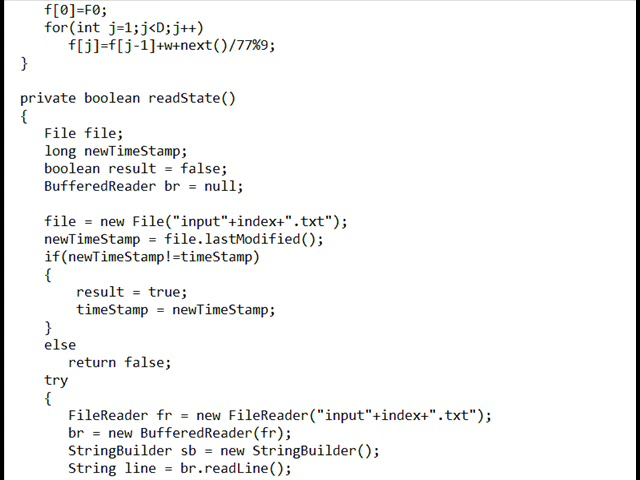 f[0]=F0;
for(int j=1;j<D;j++)
f[j]=f[j-1]+w+next()/77%9;
}
private boolean readState()
{
File file;
long newTimeStamp;
boolean result = false;
BufferedReader br = null;
file = new File("input"+index+".txt");
newTimeStamp = file.lastModified();
if(newTimeStamp!=timeStamp)
{
result = true;
timeStamp = newTimeStamp;
}
else
return false;
try
{
FileReader fr = new FileReader("input"+index+".txt");
br = new BufferedReader(fr);
StringBuilder sb = new StringBuilder();
String line = br.readLine();